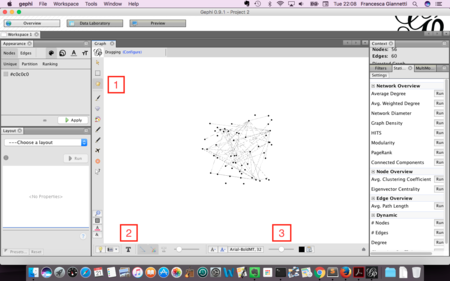 gephi File Workspace Tools Window Help
Tue 22:08 Francesca Giannetti
Gephi 0.9.1 - Project 2
Overview
Data Laboratory
Preview
Workspace 1
Appearance
Nodes Edges
Unique Partition Ranking
#c0c0c0
Apply
Layout
---Choose a layout
Run
<No Properties>
Preset...
Reset
Graph
Dragging (Configure)
1
2
3
T
A-
A-
Arial-BoldMT, 32
Context
Nodes: 56
Edges: 60
Directed Graph
Filters
Settings
Network Overview
Average Degree Run
Avg. Weighted Degree Run
Network Diameter Run
Graph Density Run
HITS Run
Modularity Run
PageRank Run
Connected Components Run
Node Overview
Avg. Clustering Coefficient Run
Eigenvector Centrality Run
Edge Overview
Avg. Path Length Run
Dynamic
# Nodes Run
# Edges Run
Degree Run